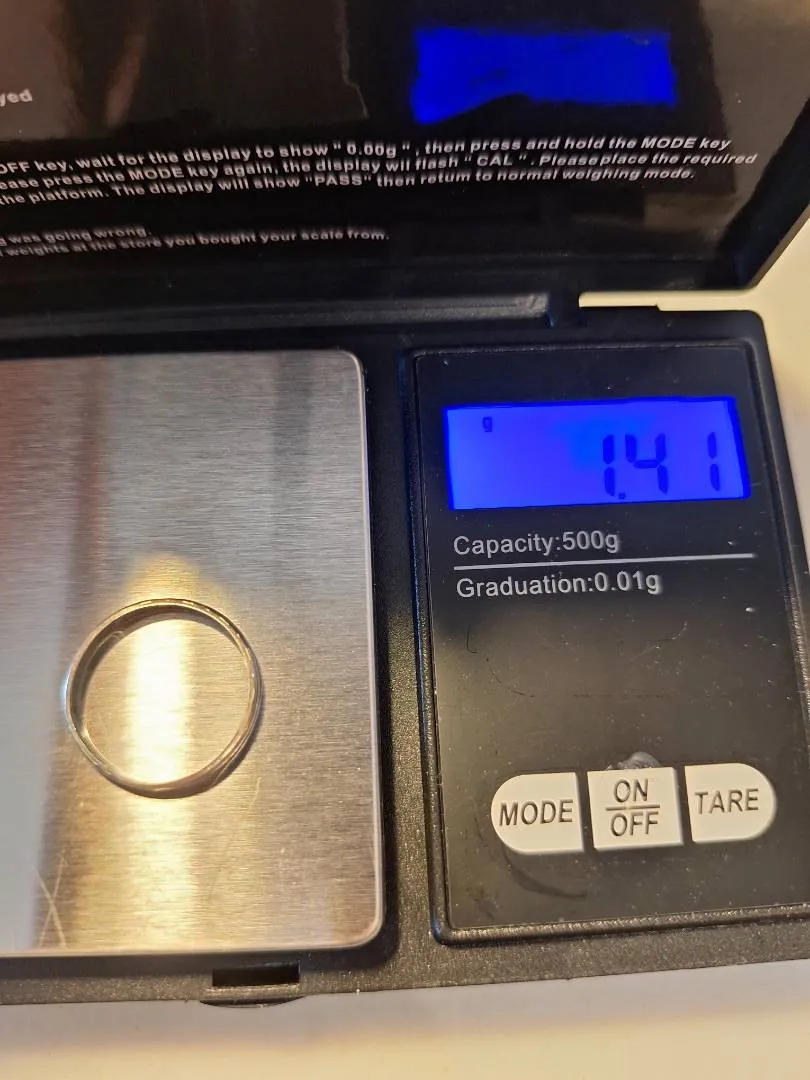 yed
OFF key, wait for the display to show " 0.00g " , then press and hold the MODE key
ease press the MODE key again, the display wil flash " CAL " . Please place the required
the platform. The display will show "PASS" then return to normal weighing mode.
was going wrong.
weights at the store you bought your scale from.
g
1.41
Capacity:500g
Graduation:0.01g
MODE
ON
OFF
TARE